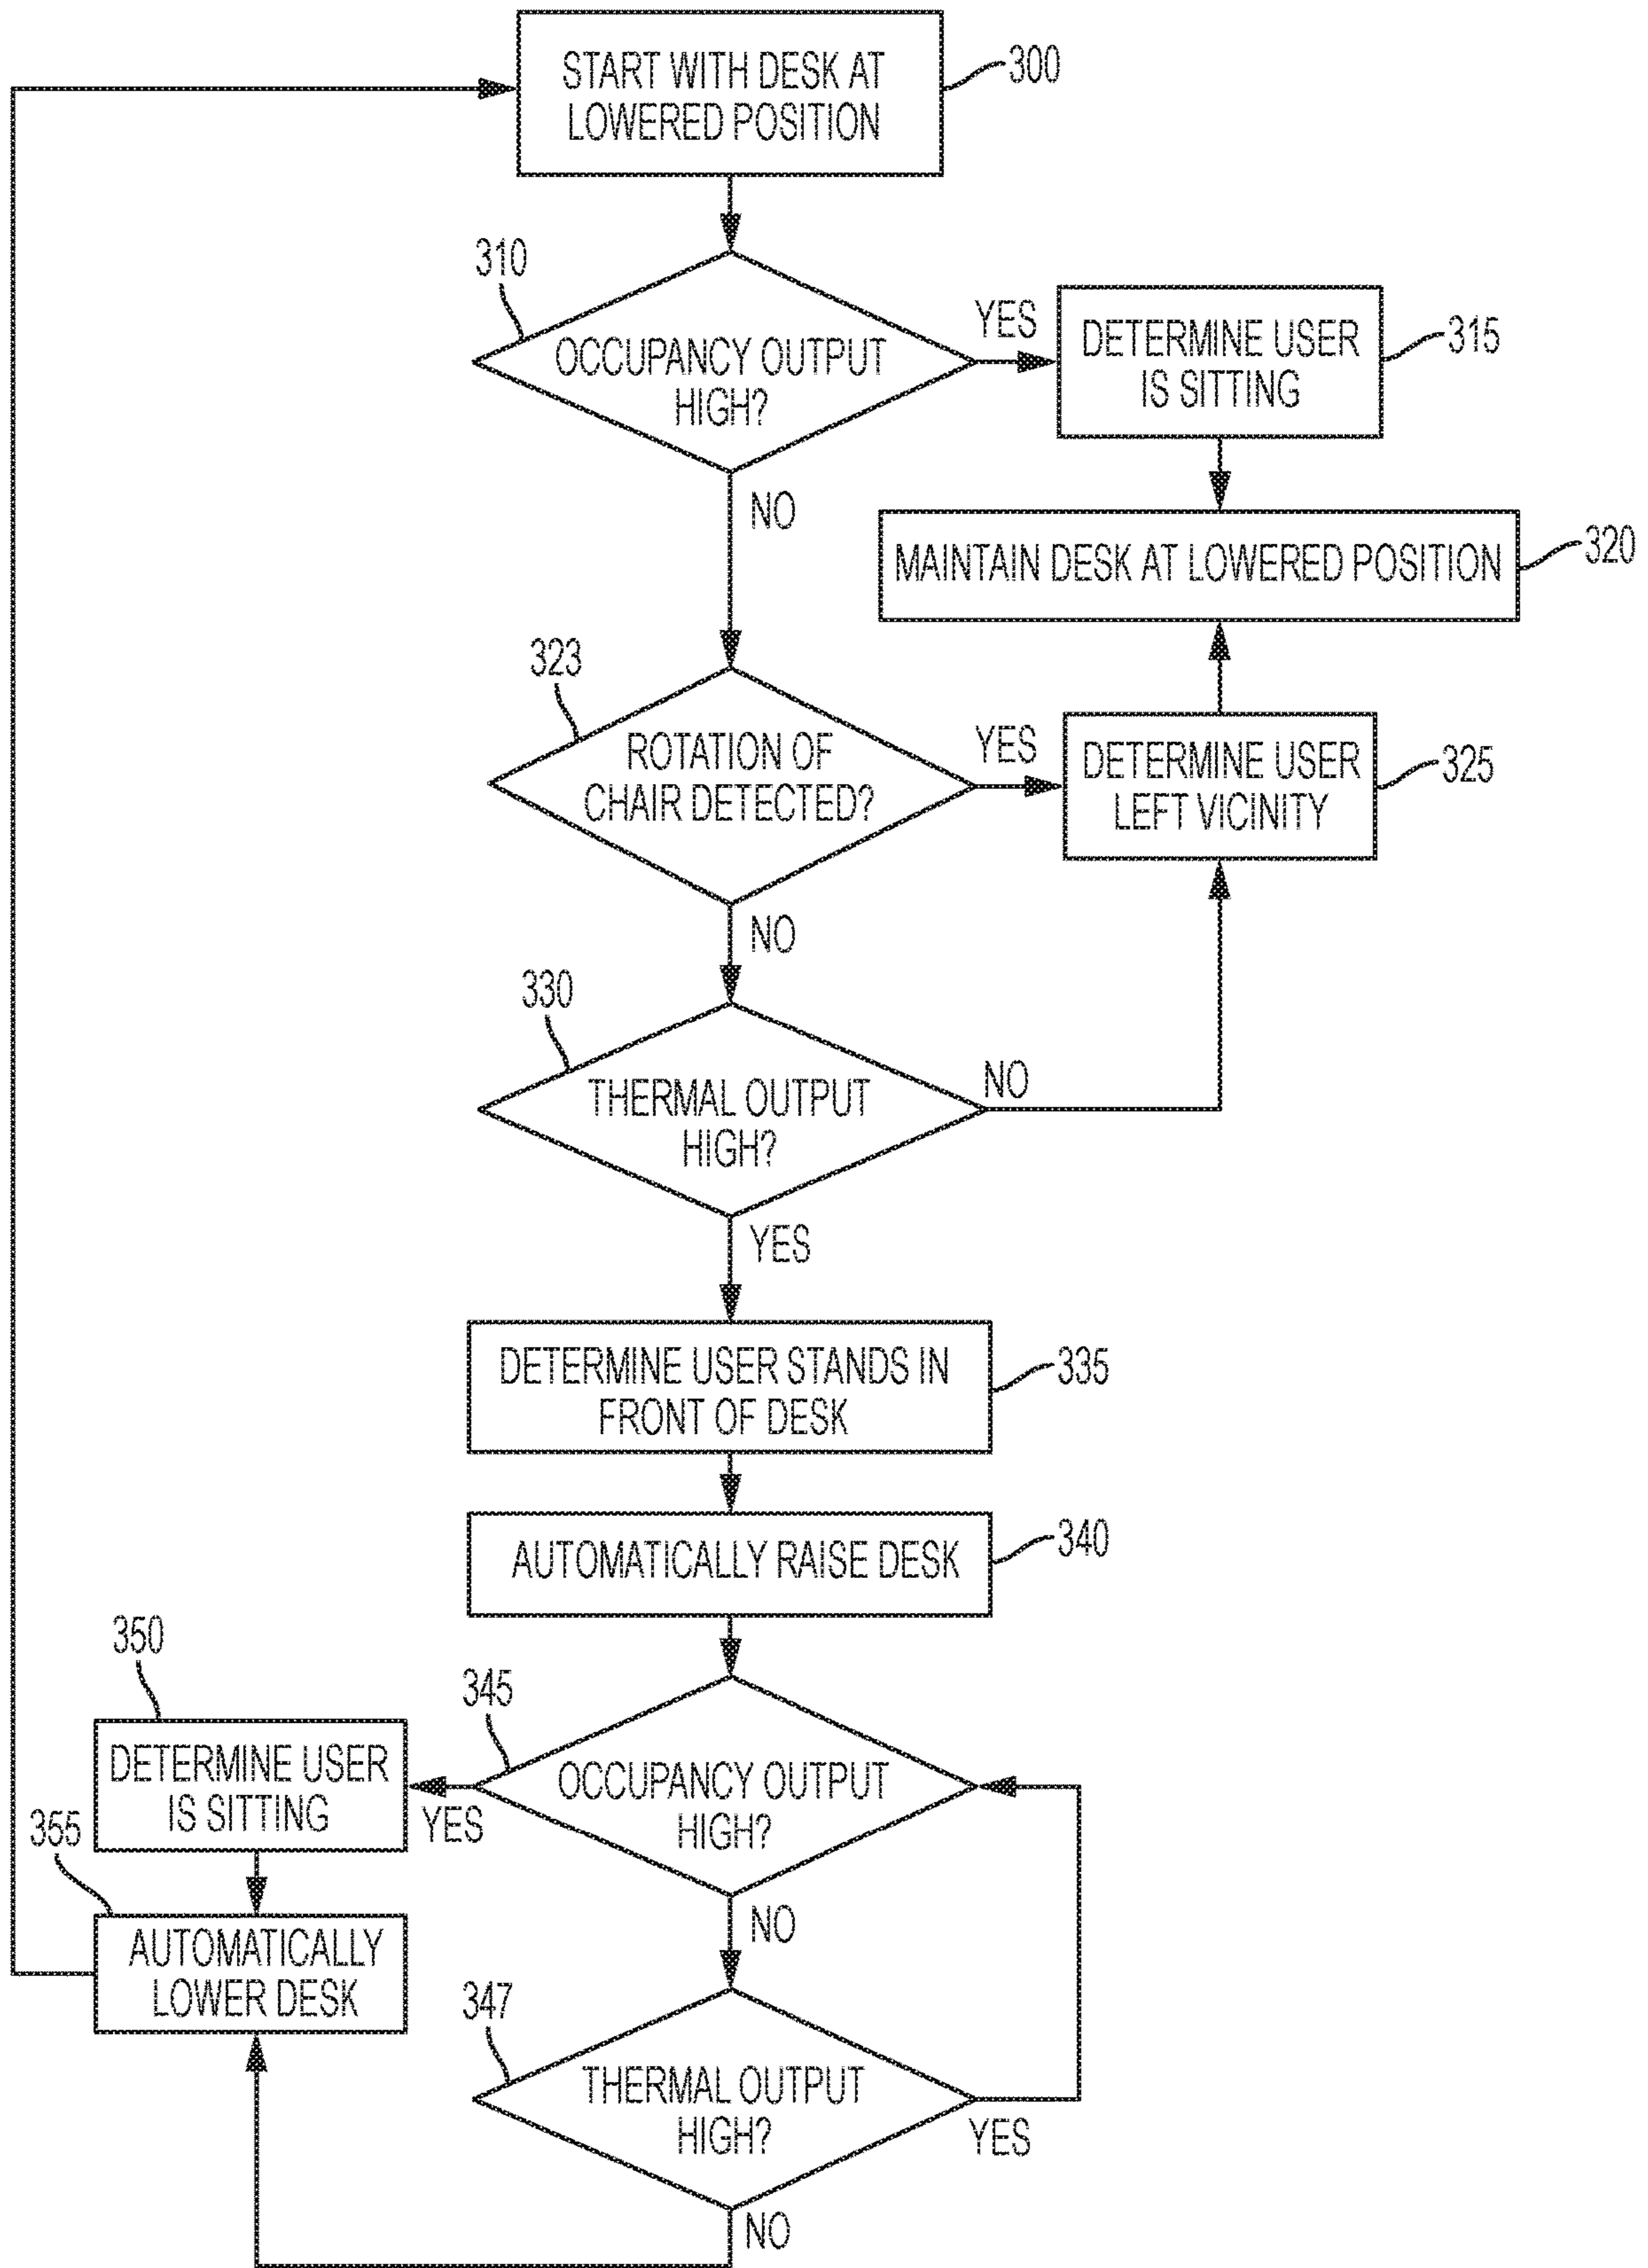 START WITH DESK AT
LOWERED POSITION
300
310
OCCUPANCY OUTPUT
HIGH?
YES
DETERMINE USER
IS SITTING
315
NO
MAINTAIN DESK AT LOWERED POSITION
320
323
ROTATION OF
CHAIR DETECTED?
YES
DETERMINE USER
LEFT VICINITY
325
NO
330
THERMAL OUTPUT
HIGH?
NO
YES
DETERMINE USER STANDS IN
FRONT OF DESK
335
AUTOMATICALLY RAISE DESK
340
345
OCCUPANCY OUTPUT
HIGH?
YES
350
DETERMINE USER
IS SITTING
355
AUTOMATICALLY
LOWER DESK
NO
347
THERMAL OUTPUT
HIGH?
YES
NO